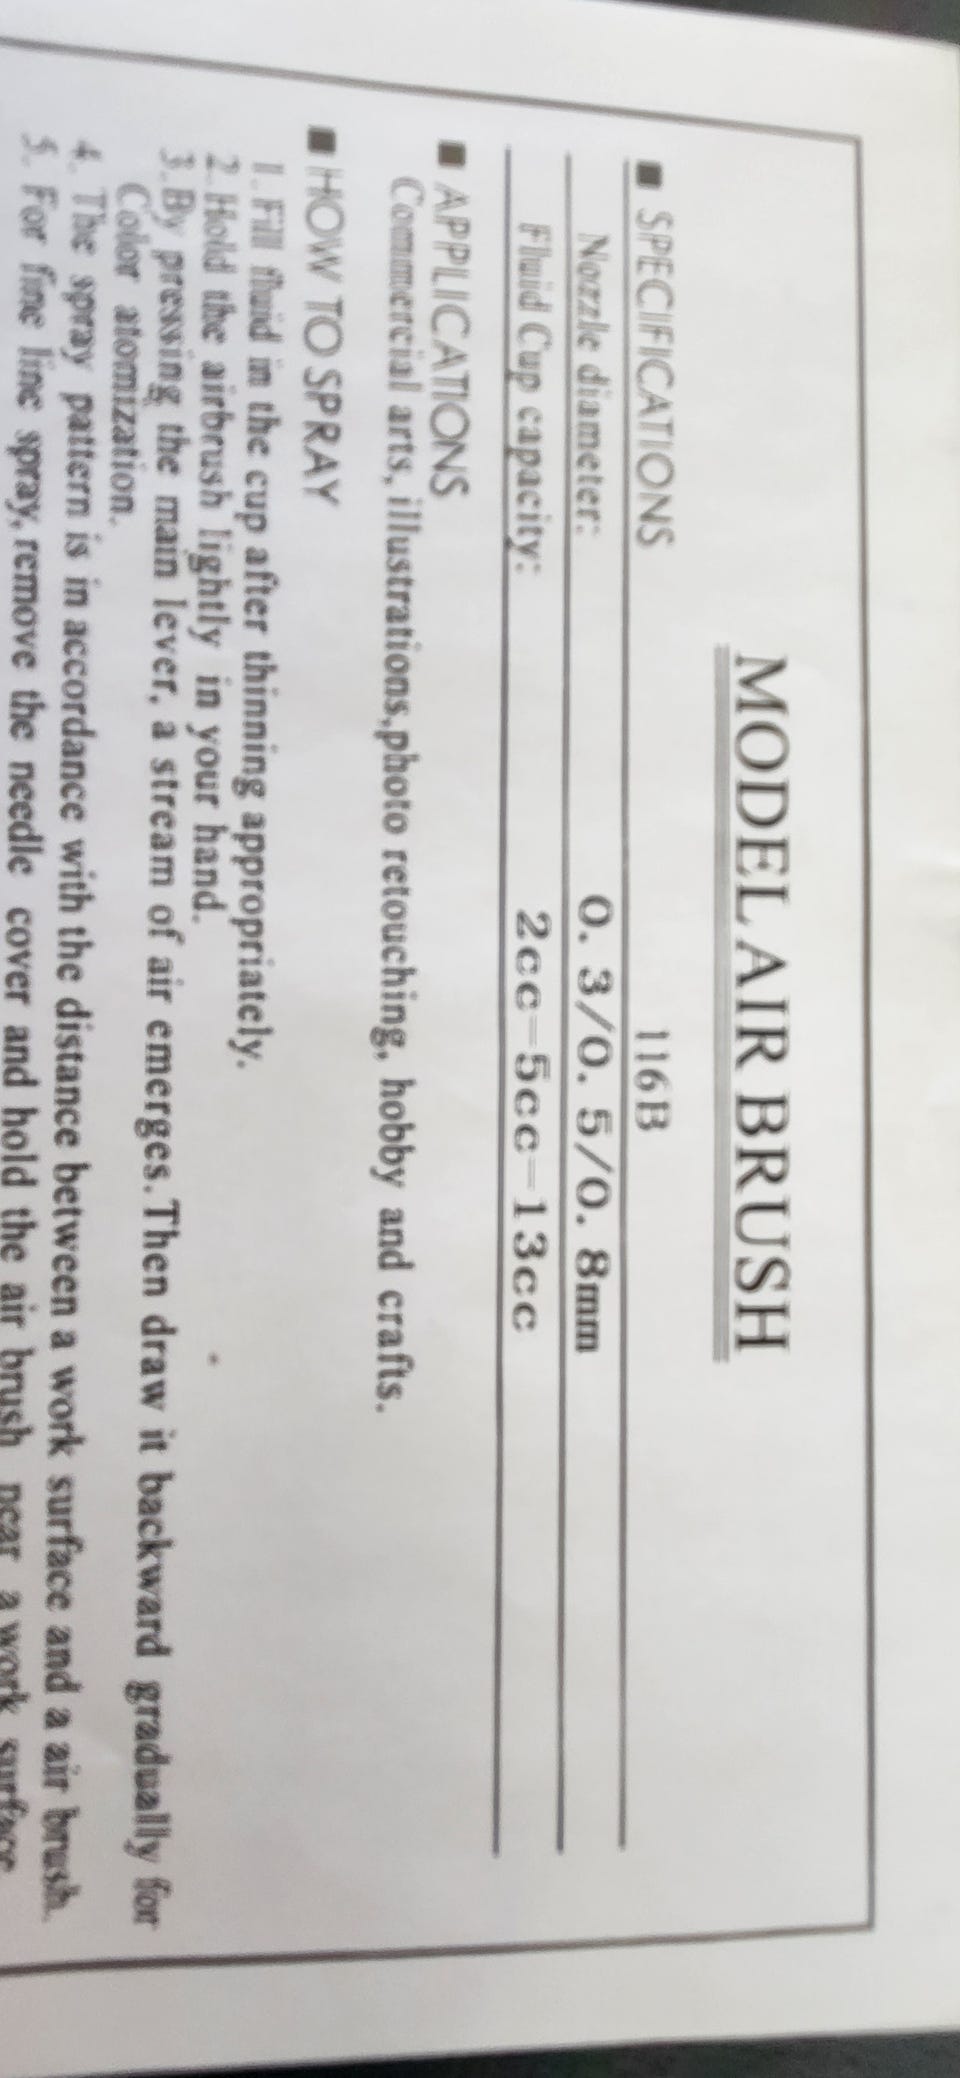 MODEL AIR BRUSH
■ SPECIFICATIONS 116B
Nozzle diameter: 0. 3/0. 5/0. 8mm
Fluid Cup capacity: 2cc-5cc-13cc
■ APPLICATIONS
Commercial arts, illustrations,photo retouching, hobby and crafts.
■ HOW TO SPRAY
1. Fill fluid in the cup after thinning appropriately.
2. Hold the airbrush lightly in your hand.
3. By pressing the main lever, a stream of air emerges. Then draw it backward gradually for
Color atomization.
4. The spray pattern is in accordance with the distance between a work surface and a air brush.
5. For fine line spray, remove the needle cover and hold the air brush near a work surface